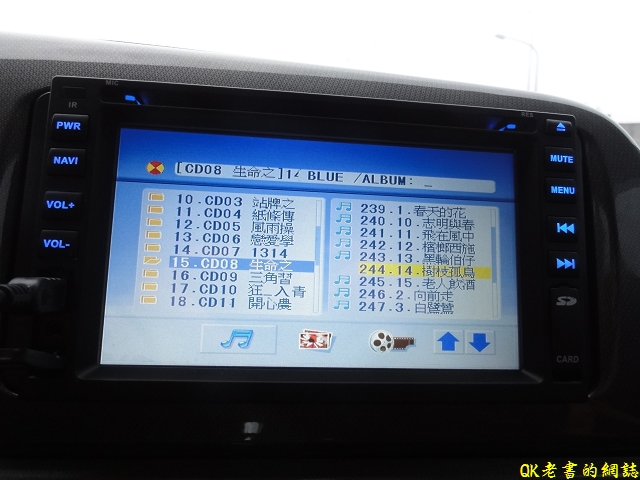 MIC
IR
RES
PWR
NAVI
VOL+
VOL-
MUTE
MENU
SD
CARD
[CD08 生命之]14 BLUE /ALBUM: _
10.CD03 站牌之
11.CD04 紙條傳
12.CD05 風雨操
13.CD06 戀愛學
14.CD07 1314
15.CD08 生命之
16.CD09 三角習
17.CD10 狂_入青
18.CD11 開心農
239.1.春天的花
240.10.志明與春
241.11.飛在風中
242.12.檳榔西施
243.13.黑輪伯仔
244.14.樹枝孤鳥
245.15.老人飲酒
246.2.向前走
247.3.白鷺鷥
QK老書的網誌